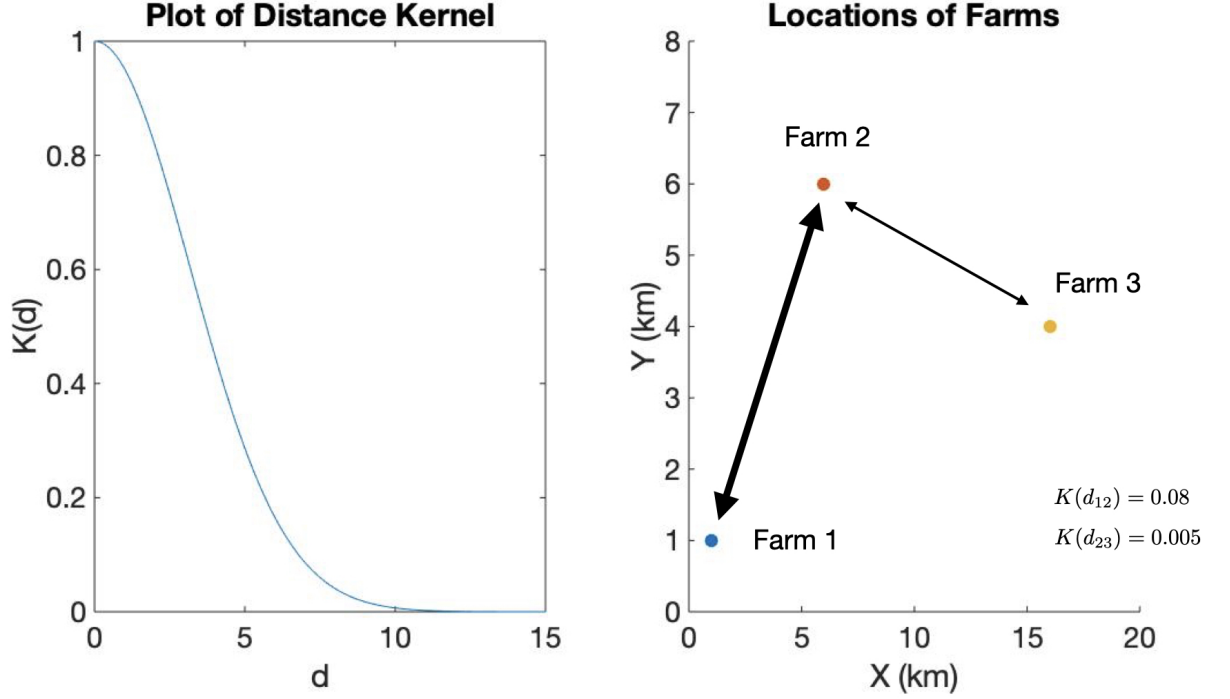 Plot of Distance Kernel
1
0.8
0.6
0.4
0.2
0
K(d)
0
5
10
15
d
Locations of Farms
8
7
6
5
4
3
2
1
0
Y (km)
Farm 2
Farm 3
Farm 1
K(d₁₂) = 0.08
K(d₂₃) = 0.005
0
5
10
15
20
X (km)